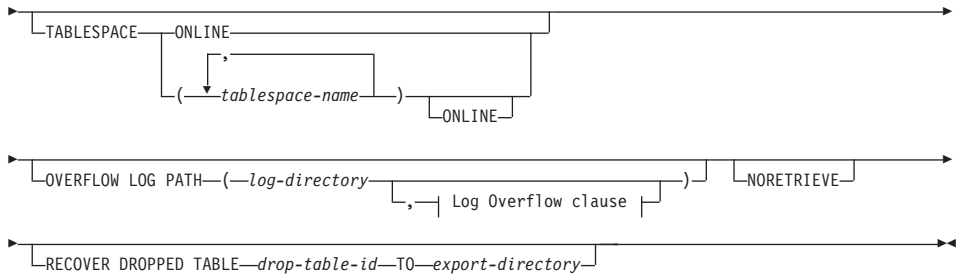 TABLESPACE ONLINE
,
( tablespace-name )
ONLINE
OVERFLOW LOG PATH ( log-directory ) NORETRIEVE
, Log Overflow clause
RECOVER DROPPED TABLE drop-table-id TO export-directory